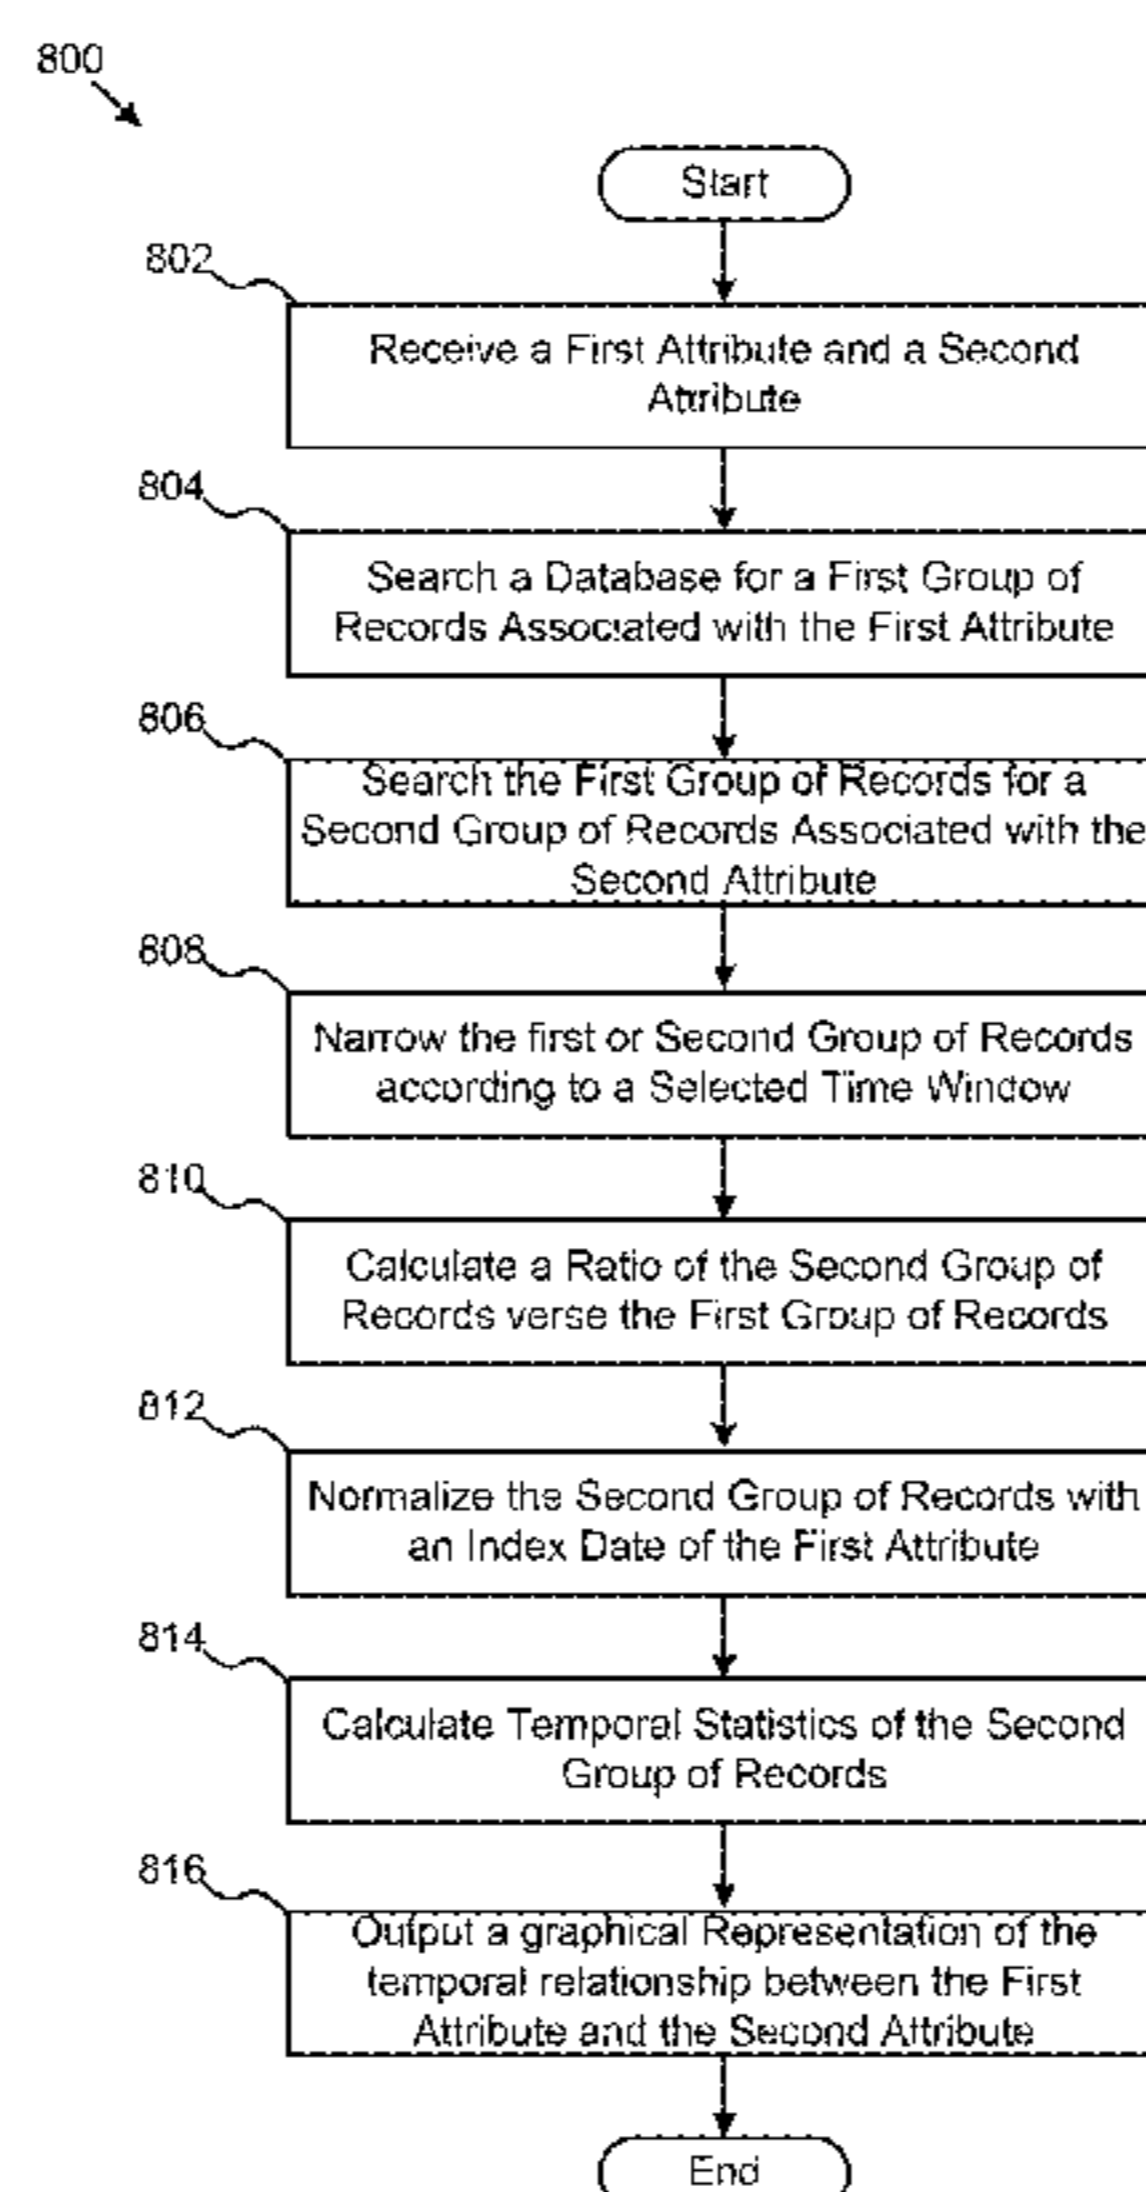 800
Start
802
Receive a First Attribute and a Second
Attribute
804
Search a Database for a First Group of
Records Associated with the First Attribute
806
Search the First Group of Records for a
Second Group of Records Associated with the
Second Attribute
808
Narrow the first or Second Group of Records
according to a Selected Time Window
810
Calculate a Ratio of the Second Group of
Records verse the First Group of Records
812
Normalize the Second Group of Records with
an Index Date of the First Attribute
814
Calculate Temporal Statistics of the Second
Group of Records
816
Output a graphical Representation of the
temporal relationship between the First
Attribute and the Second Attribute
End